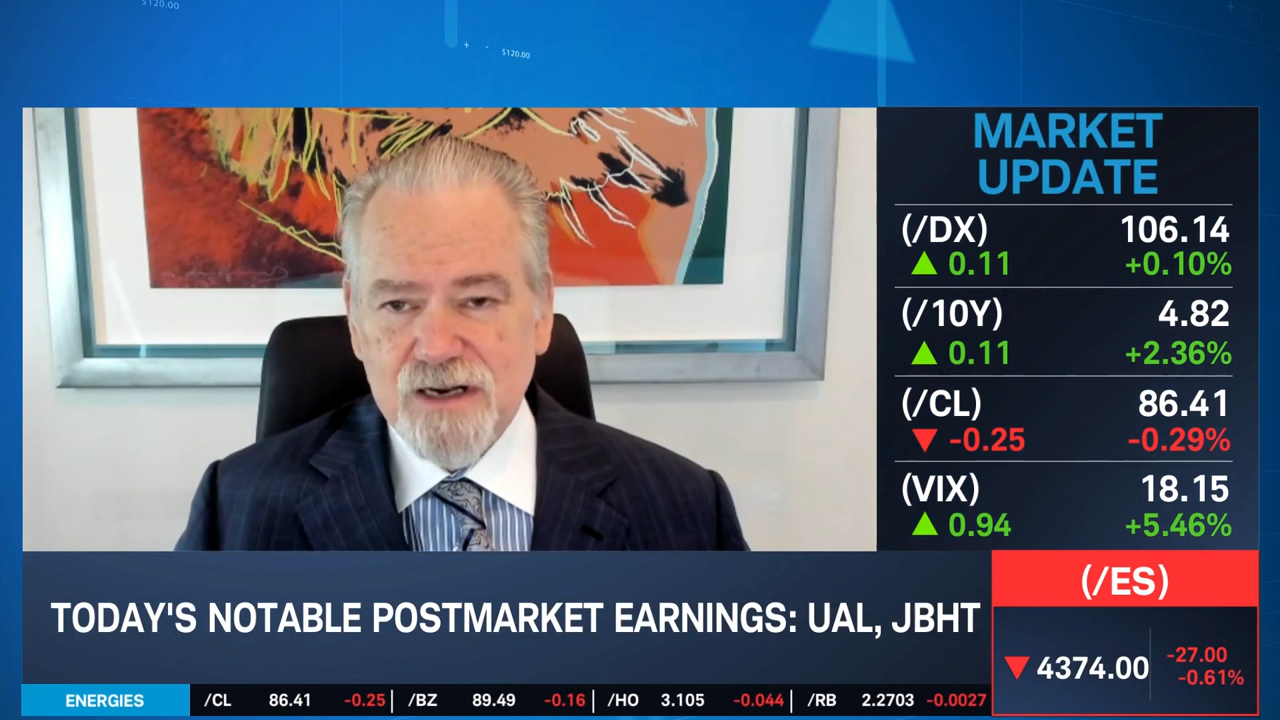 $120.00
$120.00
MARKET
UPDATE
(/DX) 106.14
▲ 0.11 +0.10%
(/10Y) 4.82
▲ 0.11 +2.36%
(/CL) 86.41
▼ -0.25 -0.29%
(VIX) 18.15
▲ 0.94 +5.46%
TODAY'S NOTABLE POSTMARKET EARNINGS: UAL, JBHT
(/ES)
▼ 4374.00 -27.00
-0.61%
ENERGIES /CL 86.41 -0.25 | /BZ 89.49 -0.16 | /HO 3.105 -0.044 | /RB 2.2703 -0.0027